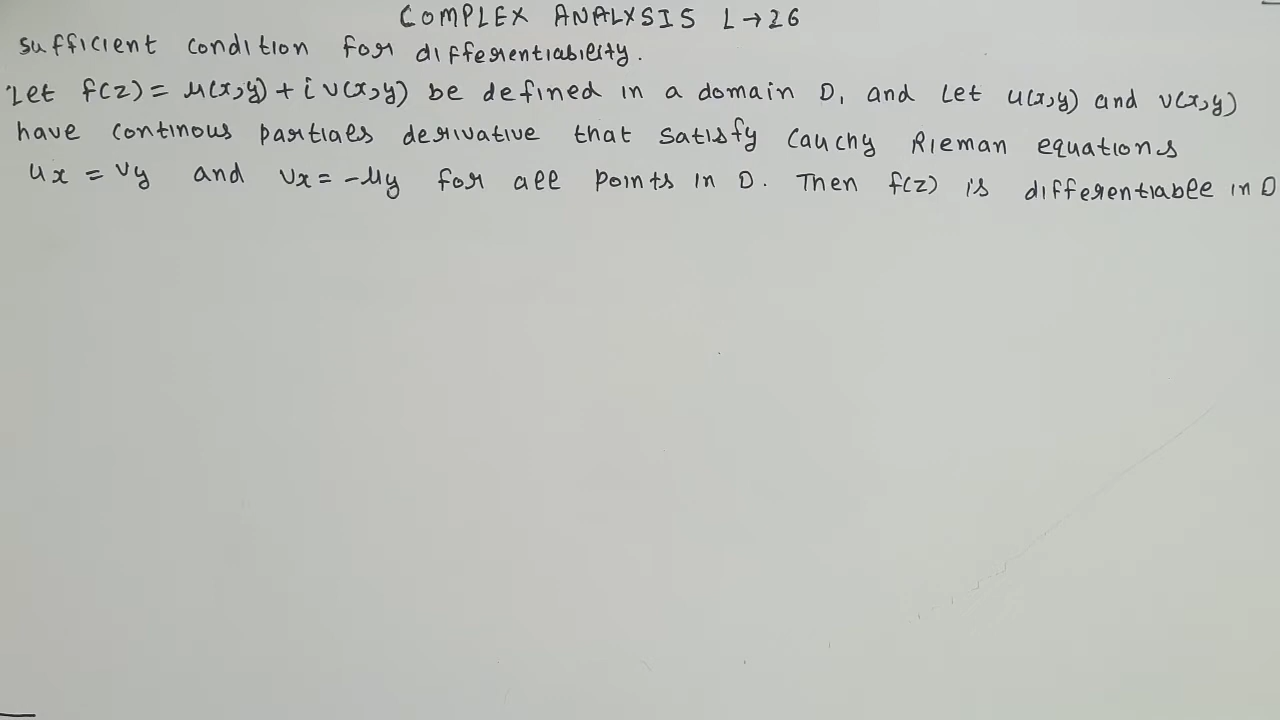 COMPLEX ANALYSIS L→26
Sufficient condition for differentiability.
Let f(z) = u(x,y) + i v(x,y) be defined in a domain D, and Let u(x,y) and v(x,y)
have continous partials derivative that satisfy Cauchy Rieman equations
ux = vy and vx = -uy for all points in D. Then f(z) is differentiable in D